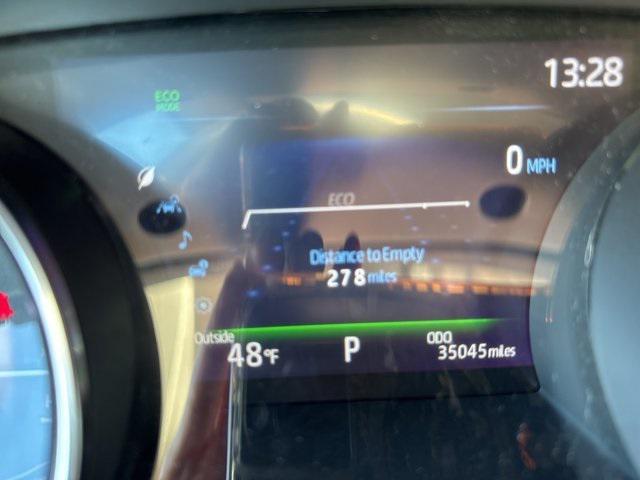 13:28
ECO
MODE
0 MPH
ECO
Distance to Empty
278 miles
Outside
48°F
P
ODO
35045 miles